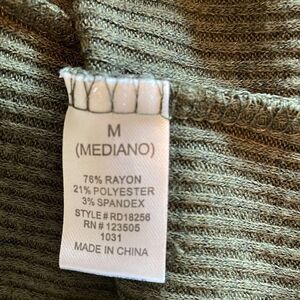 M
(MEDIANO)
76% RAYON
21% POLYESTER
3% SPANDEX
STYLE # RD18256
RN # 123505
1031
MADE IN CHINA